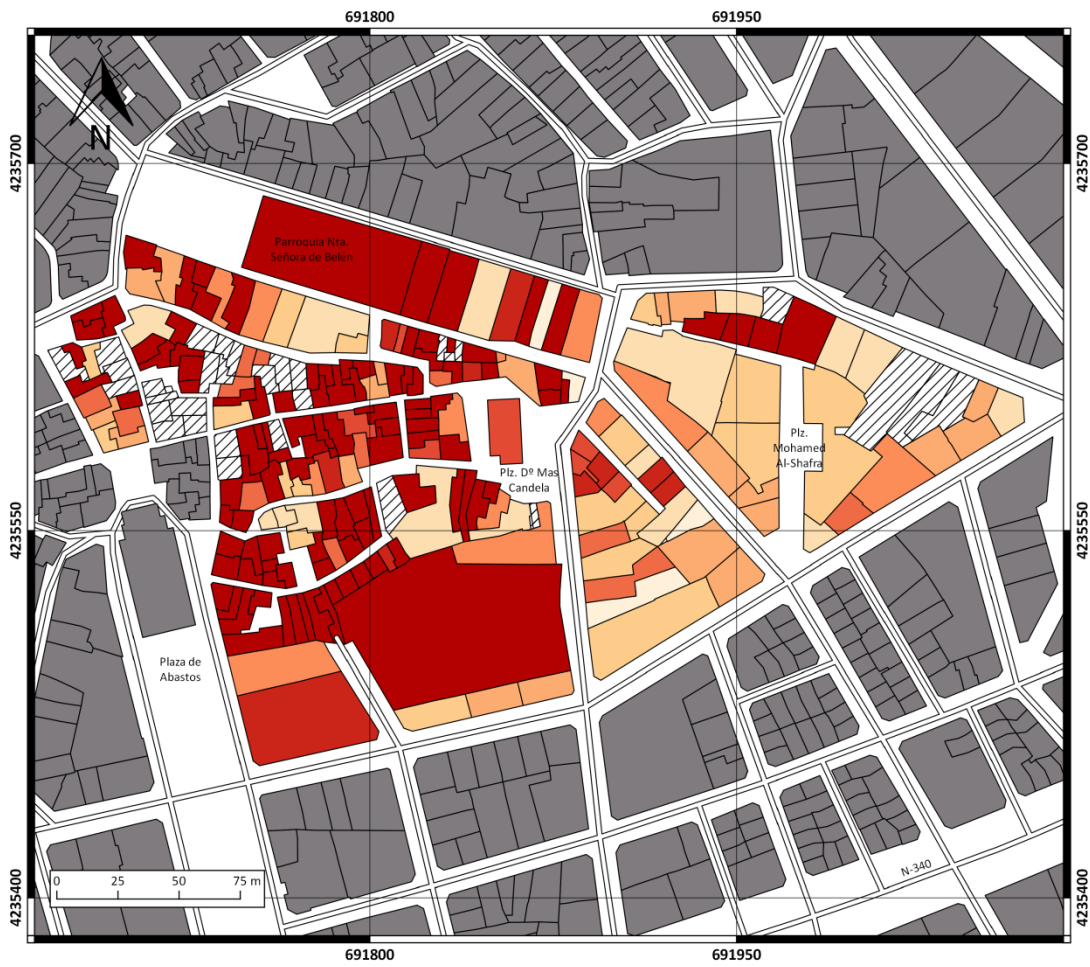 691800
691950
N
4235700
4235700
Parroquia Nta.
Señora de Belén
Plz.
Mohamed
Al-Shafra
Plz. Dº Mas
Candela
4235550
4235550
Plaza de
Abastos
N-340
0
25
50
75 m
4235400
4235400
691800
691950